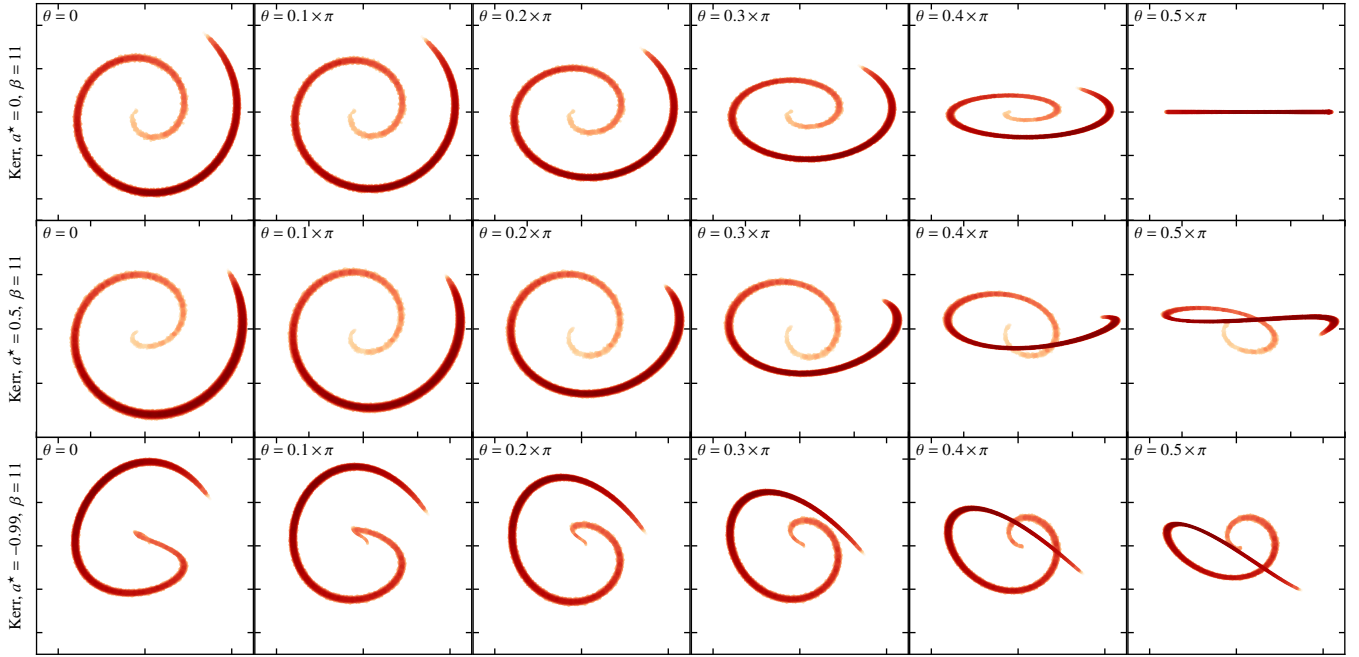 Kerr, a* = 0, β = 11
θ = 0
θ = 0.1×π
θ = 0.2×π
θ = 0.3×π
θ = 0.4×π
θ = 0.5×π
Kerr, a* = 0.5, β = 11
θ = 0
θ = 0.1×π
θ = 0.2×π
θ = 0.3×π
θ = 0.4×π
θ = 0.5×π
Kerr, a* = −0.99, β = 11
θ = 0
θ = 0.1×π
θ = 0.2×π
θ = 0.3×π
θ = 0.4×π
θ = 0.5×π